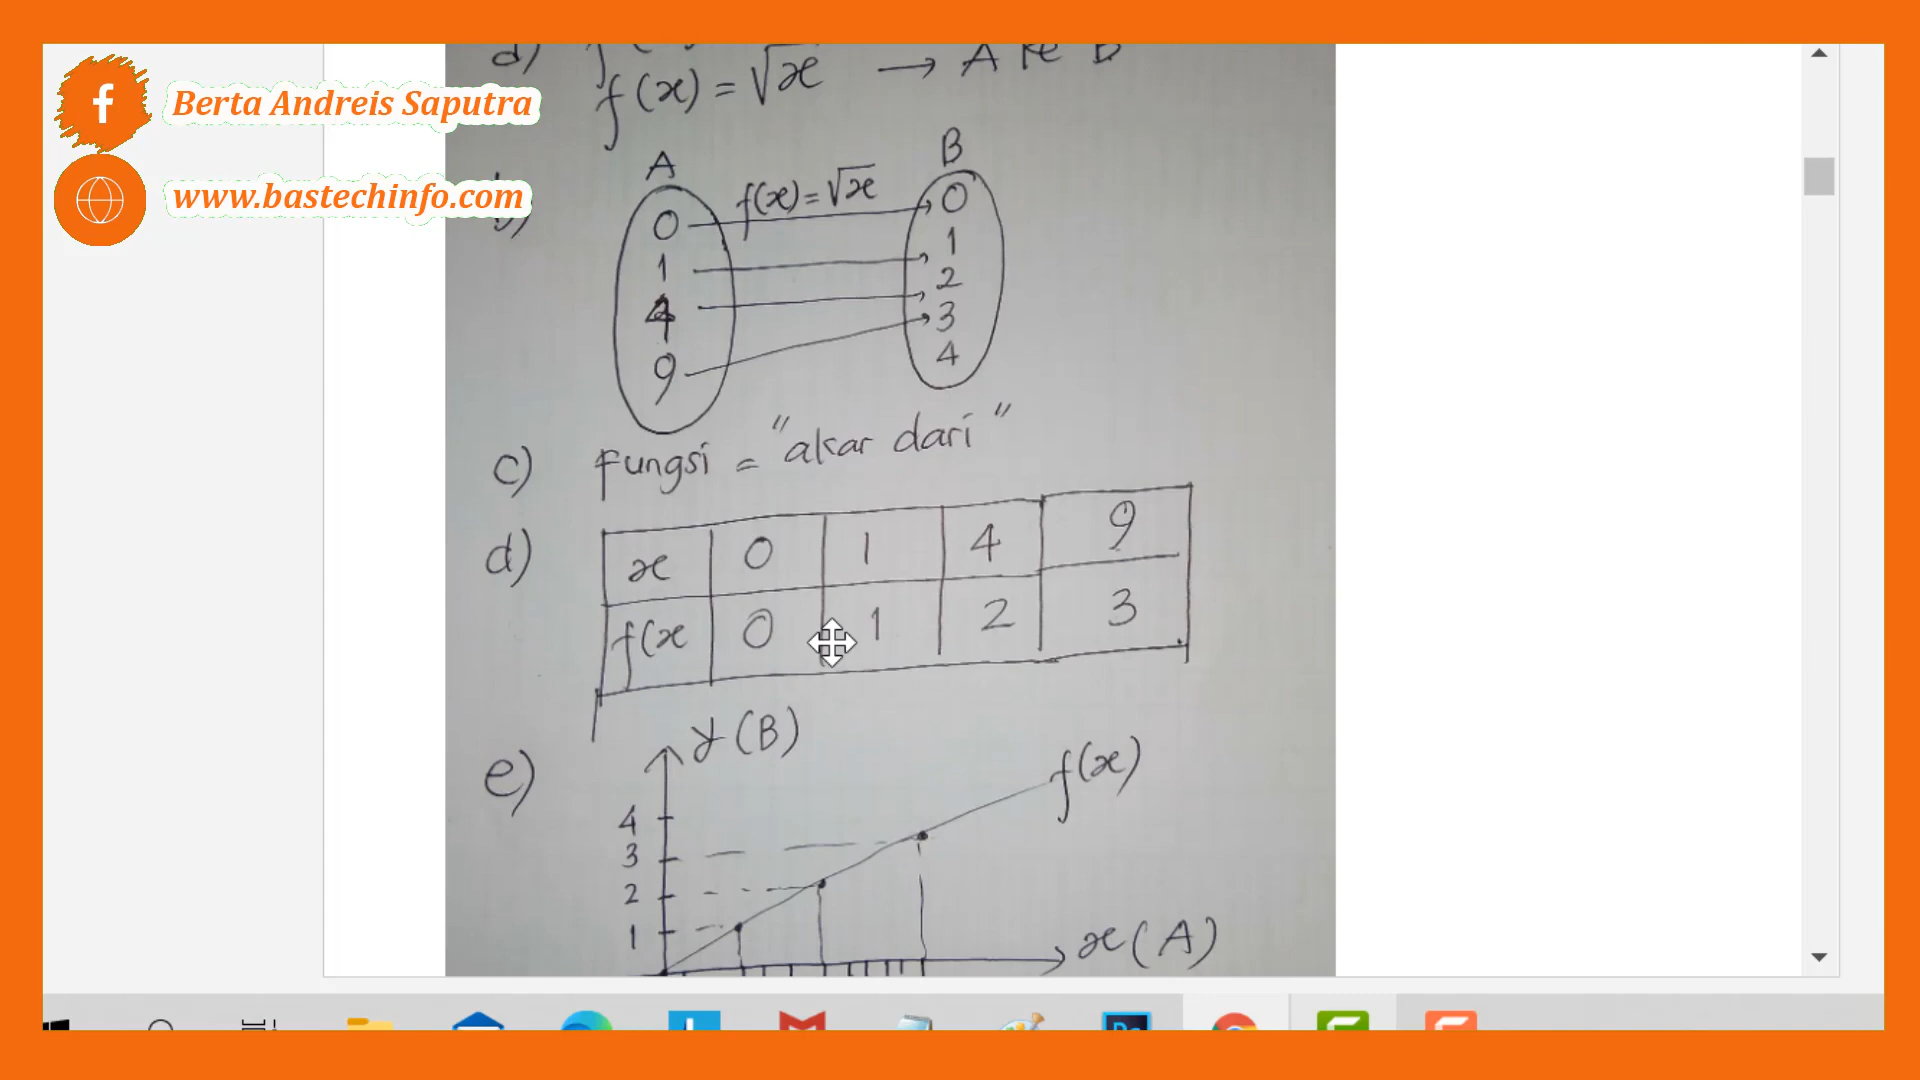 Berta Andreis Saputra
www.bastechinfo.com
f(x) = √x → A ke B
A
B
f(x) = √x
0
1
4
9
0
1
2
3
4
c) Fungsi = "akar dari"
d)
x 0 1 4 9
f(x 0 1 2 3
e)
y (B)
f(x)
4
3
2
1
x (A)